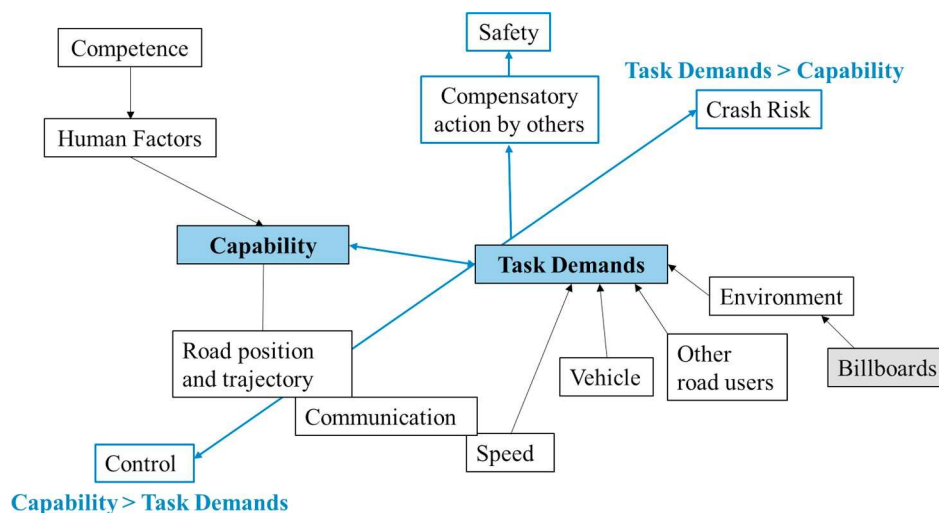 Safety
Competence
Task Demands > Capability
Compensatory
action by others
Crash Risk
Human Factors
Capability
Task Demands
Environment
Road position
and trajectory
Other
road users
Vehicle
Billboards
Communication
Speed
Control
Capability > Task Demands